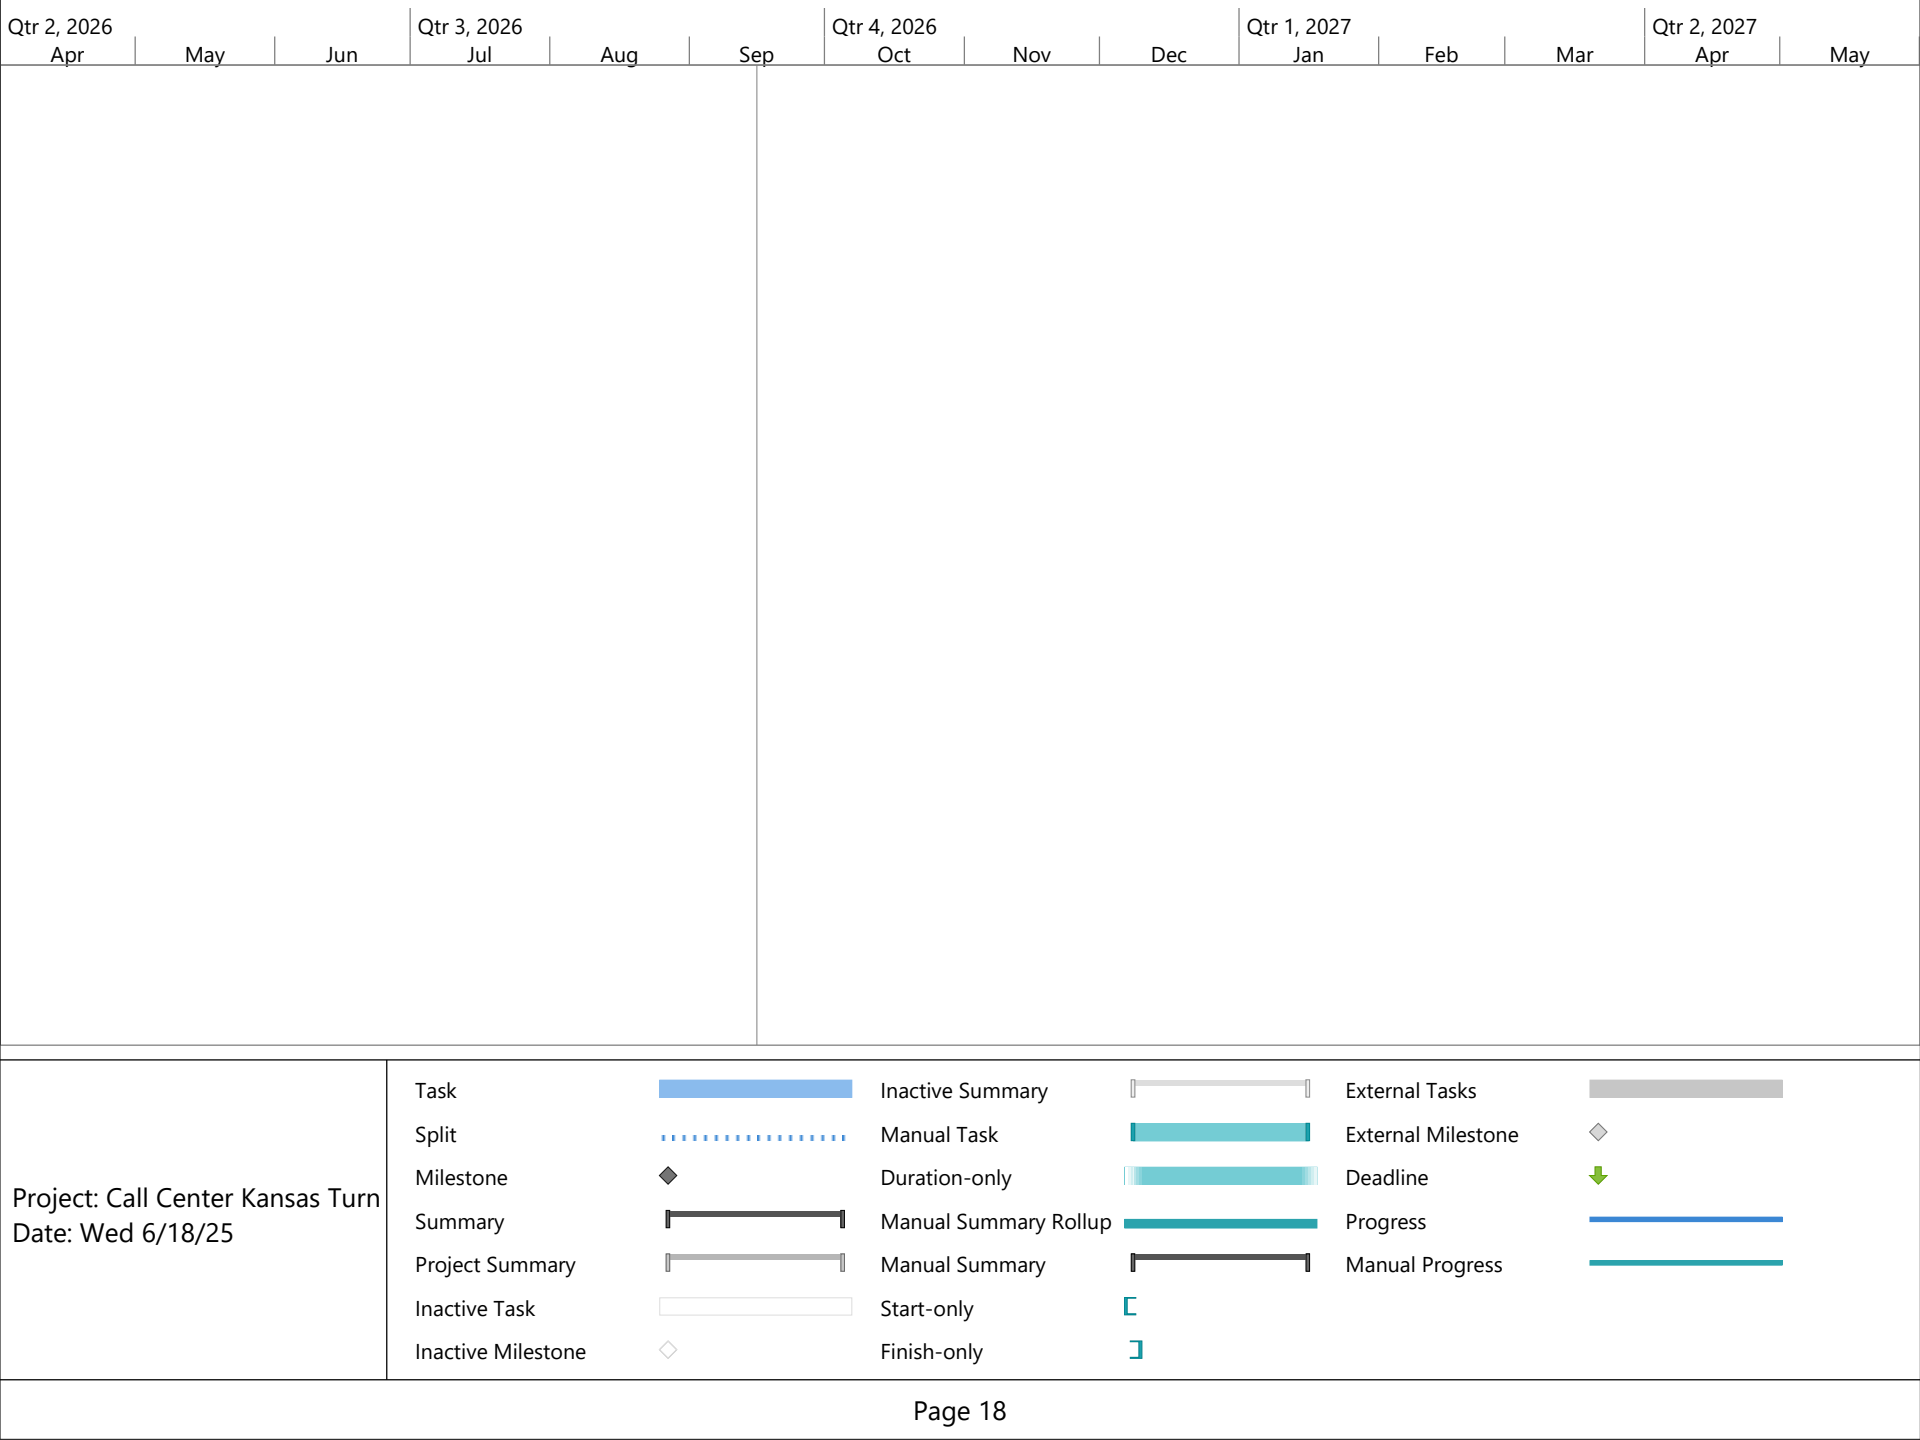 Qtr 2, 2026 Qtr 3, 2026 Qtr 4, 2026 Qtr 1, 2027 Qtr 2, 2027
Apr May Jun Jul Aug Sep Oct Nov Dec Jan Feb Mar Apr May
Project: Call Center Kansas Turn
Date: Wed 6/18/25
Task
Split
Milestone
Summary
Project Summary
Inactive Task
Inactive Milestone
Inactive Summary
Manual Task
Duration-only
Manual Summary Rollup
Manual Summary
Start-only
Finish-only
External Tasks
External Milestone
Deadline
Progress
Manual Progress
Page 18